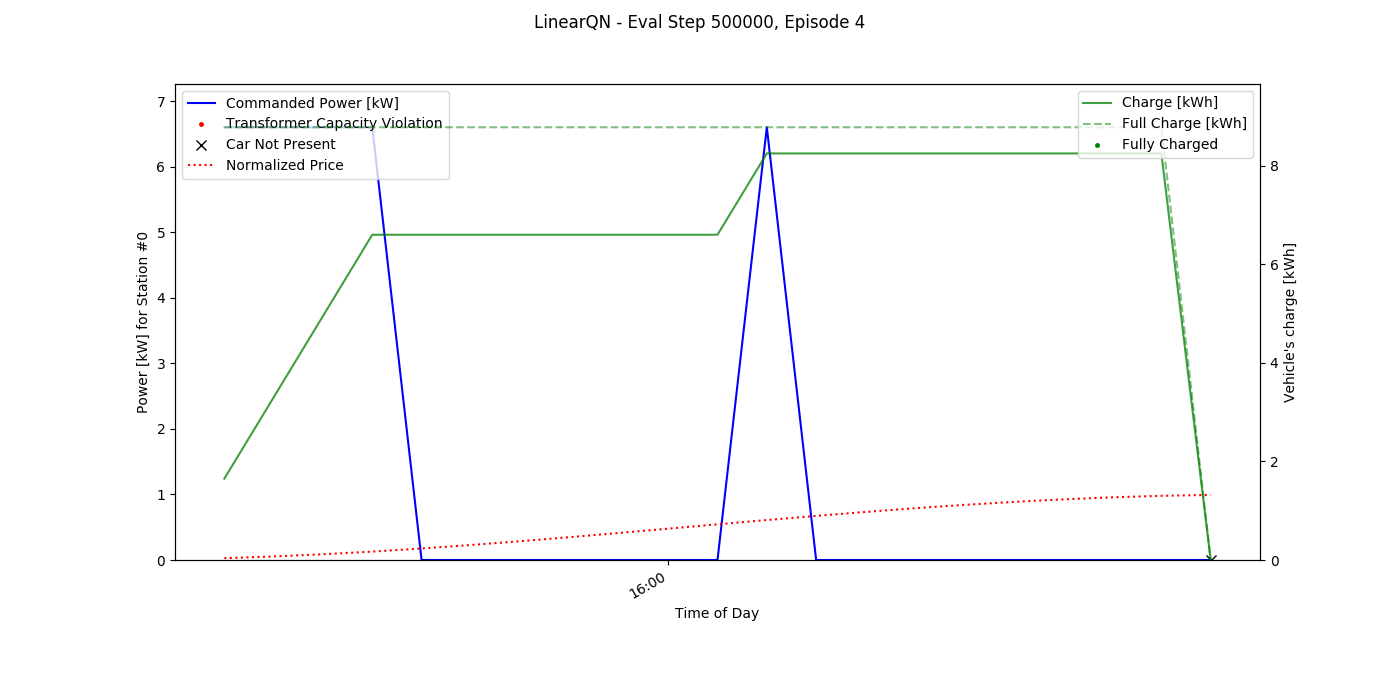 LinearQN - Eval Step 500000, Episode 4
Commanded Power [kW]
Transformer Capacity Violation
Car Not Present
Normalized Price
Charge [kWh]
Full Charge [kWh]
Fully Charged
Power [kW] for Station #0
7
6
5
4
3
2
1
0
Vehicle's charge [kWh]
8
6
4
2
0
16:00
Time of Day